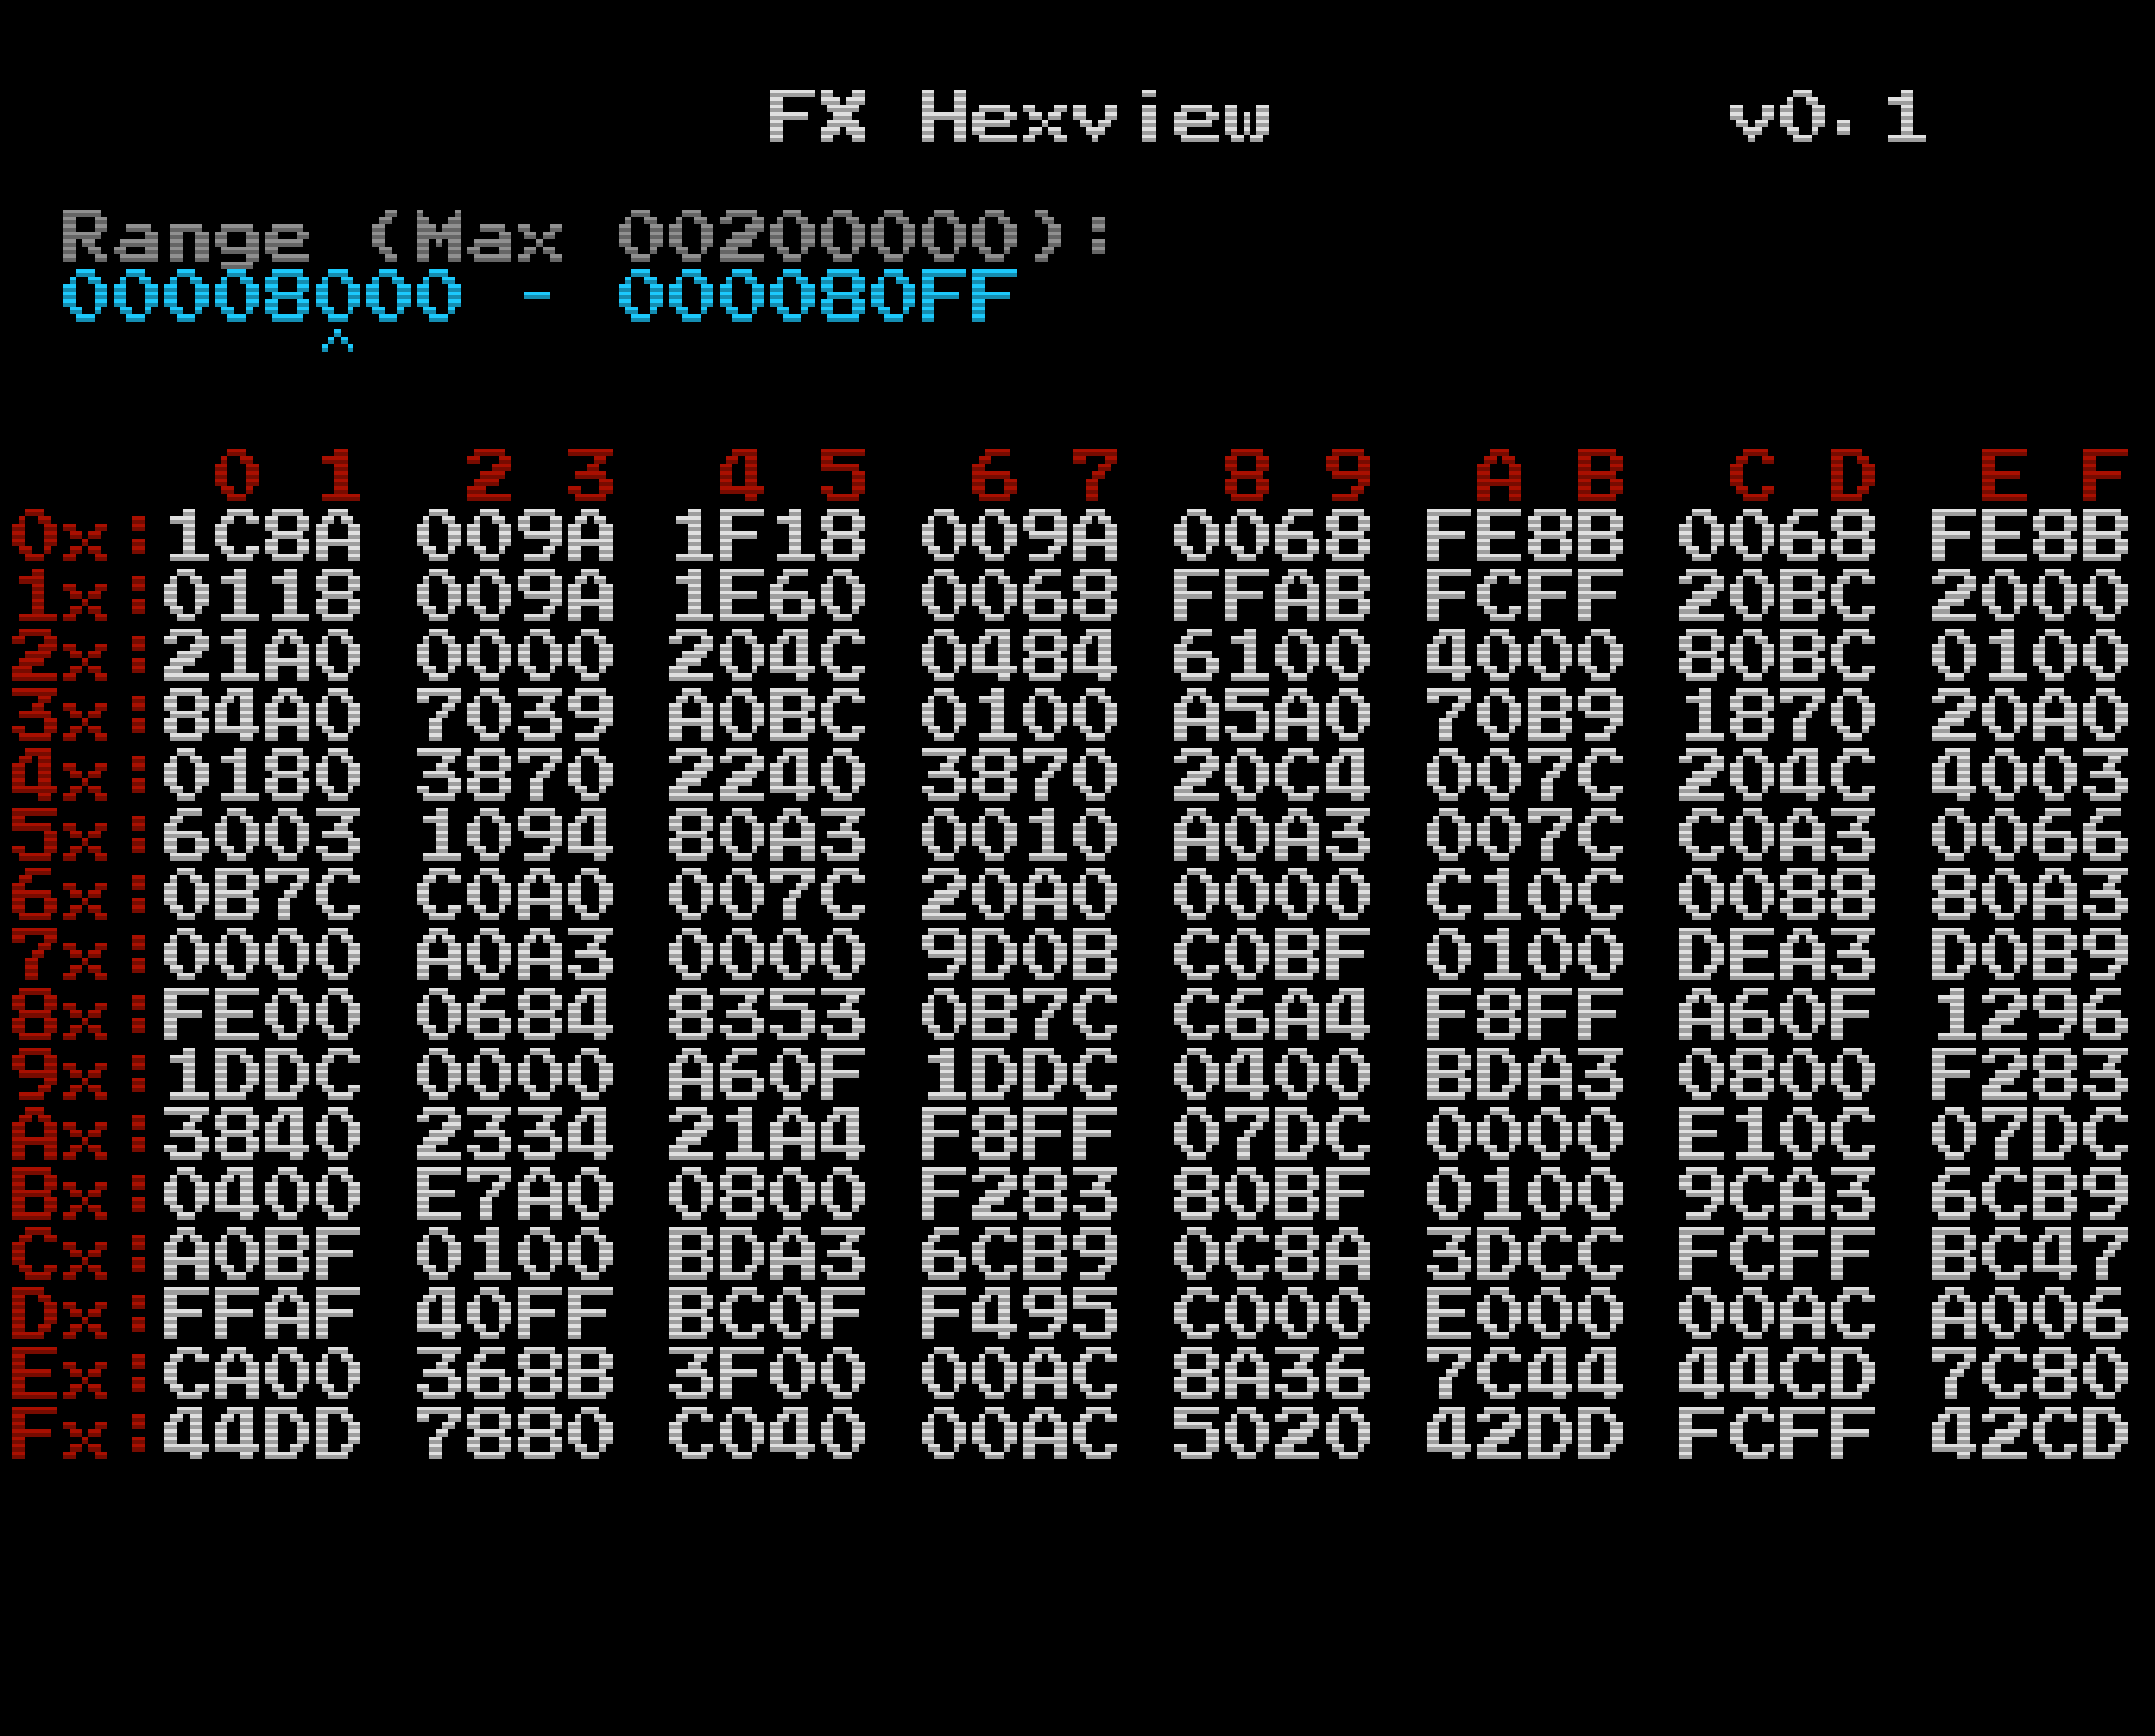 FX Hexview v0.1
Range (Max 00200000):
00008000 - 000080FF
^
0 1 2 3 4 5 6 7 8 9 A B C D E F
0x:1C8A 009A 1F18 009A 0068 FE8B 0068 FE8B
1x:0118 009A 1E60 0068 FFAB FCFF 20BC 2000
2x:21A0 0000 204C 0484 6100 4000 80BC 0100
3x:84A0 7039 A0BC 0100 A5A0 70B9 1870 20A0
4x:0180 3870 2240 3870 20C4 007C 204C 4003
5x:6003 1094 80A3 0010 A0A3 007C C0A3 0066
6x:0B7C C0A0 007C 20A0 0000 C10C 0088 80A3
7x:0000 A0A3 0000 9D0B C0BF 0100 DEA3 D0B9
8x:FE00 0684 8353 0B7C C6A4 F8FF A60F 1296
9x:1DDC 0000 A60F 1DDC 0400 BDA3 0800 F283
Ax:3840 2334 21A4 F8FF 07DC 0000 E10C 07DC
Bx:0400 E7A0 0800 F283 80BF 0100 9CA3 6CB9
Cx:A0BF 0100 BDA3 6CB9 0C8A 3DCC FCFF BC47
Dx:FFAF 40FF BC0F F495 C000 E000 00AC A006
Ex:CA00 368B 3F00 00AC 8A36 7C44 44CD 7C80
Fx:44DD 7880 C040 00AC 5020 42DD FCFF 42CD